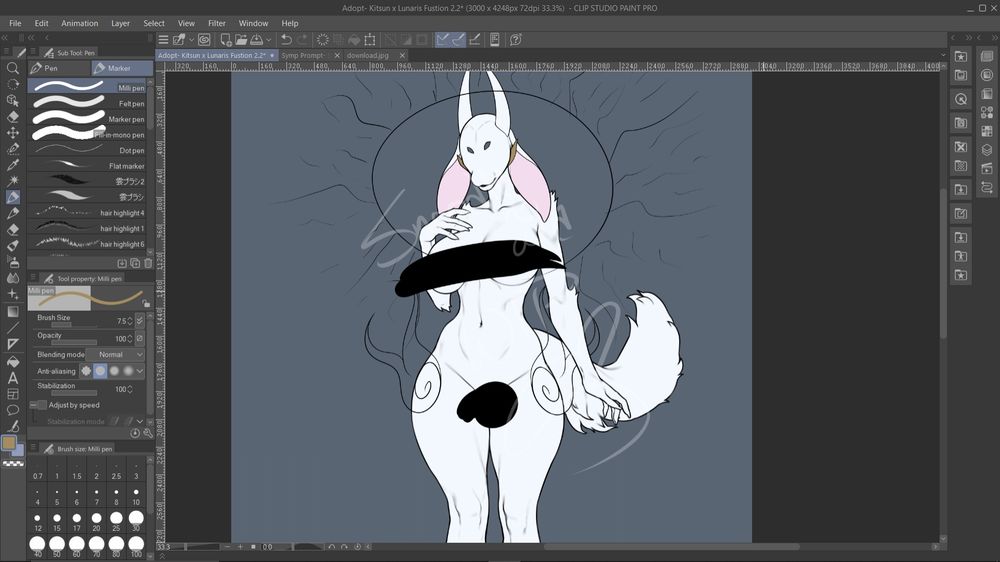 Adopt- Kitsun x Lunaris Fustion 2.2* (3000 x 4248px 72dpi 33.3%) - CLIP STUDIO PAINT PRO
File Edit Animation Layer Select View Filter Window Help
Sub Tool: Pen
Adopt- Kitsun x Lunaris Fustion 2.2* Symp Prompt- download.jpg
Pen Marker
Milli pen
Felt pen
Marker pen
Fill-in-mono pen
Dot pen
Flat marker
雲ブラシ2
雲ブラシ
hair highlight 4
hair highlight 1
hair highlight 6
Tool property: Milli pen
Milli pen
Brush Size 7.5
Opacity 100
Blending mode Normal
Anti-aliasing
Stabilization 100
Adjust by speed
Stabilization mode
Brush size: Milli pen
0.7 1 1.5 2 2.5 3
4 5 6 7 8 10
12 15 17 20 25 30
40 50 60 70 80 100
33.3 0.0